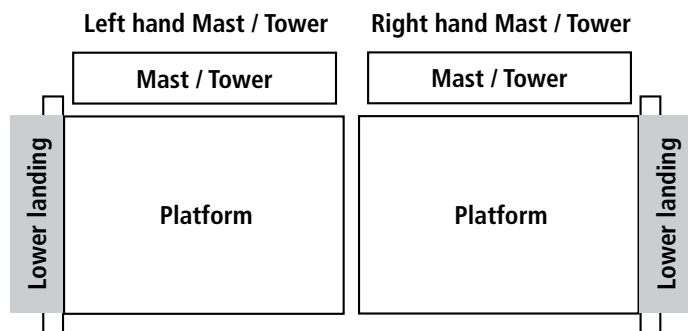 Left hand Mast / Tower
Mast / Tower
Lower landing
Platform
Right hand Mast / Tower
Mast / Tower
Platform
Lower landing